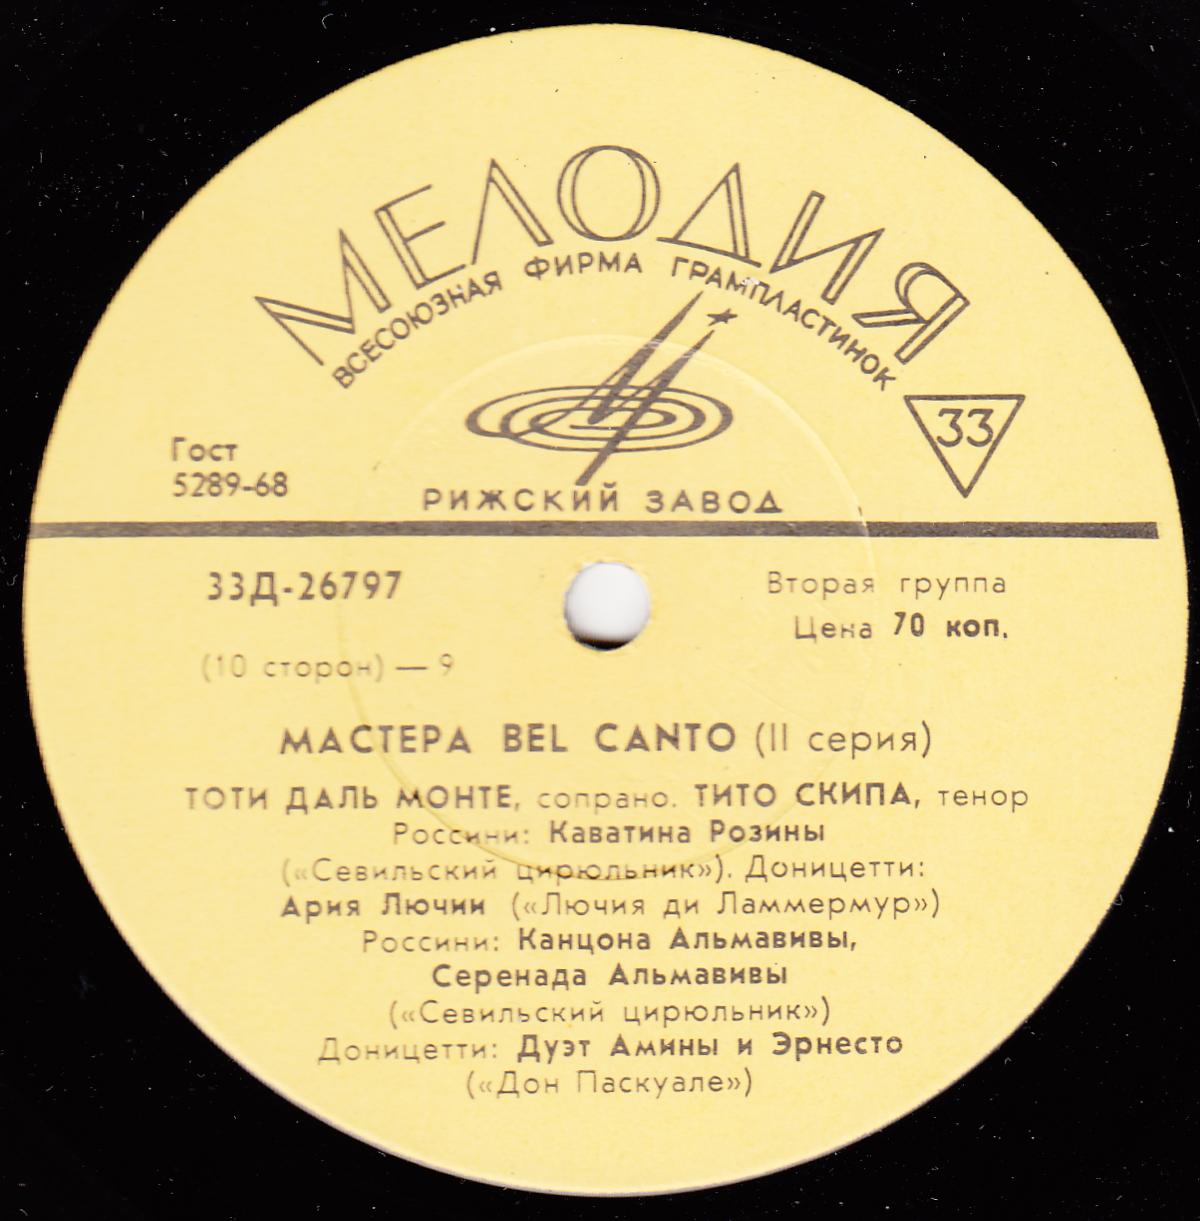 МЕЛОДИЯ
ВСЕСОЮЗНАЯ ФИРМА ГРАМПЛАСТИНОК
33
Гост
5289-68
РИЖСКИЙ ЗАВОД
33Д-26797
Вторая группа
Цена 70 коп.
(10 сторон) — 9
МАСТЕРА BEL CANTO (II серия)
ТОТИ ДАЛЬ МОНТЕ, сопрано. ТИТО СКИПА, тенор
Россини: Каватина Розины
(«Севильский цирюльник»). Доницетти:
Ария Лючии («Лючия ди Ламмермур»)
Россини: Канцона Альмавивы,
Серенада Альмавивы
(«Севильский цирюльник»)
Доницетти: Дуэт Амины и Эрнесто
(«Дон Паскуале»)